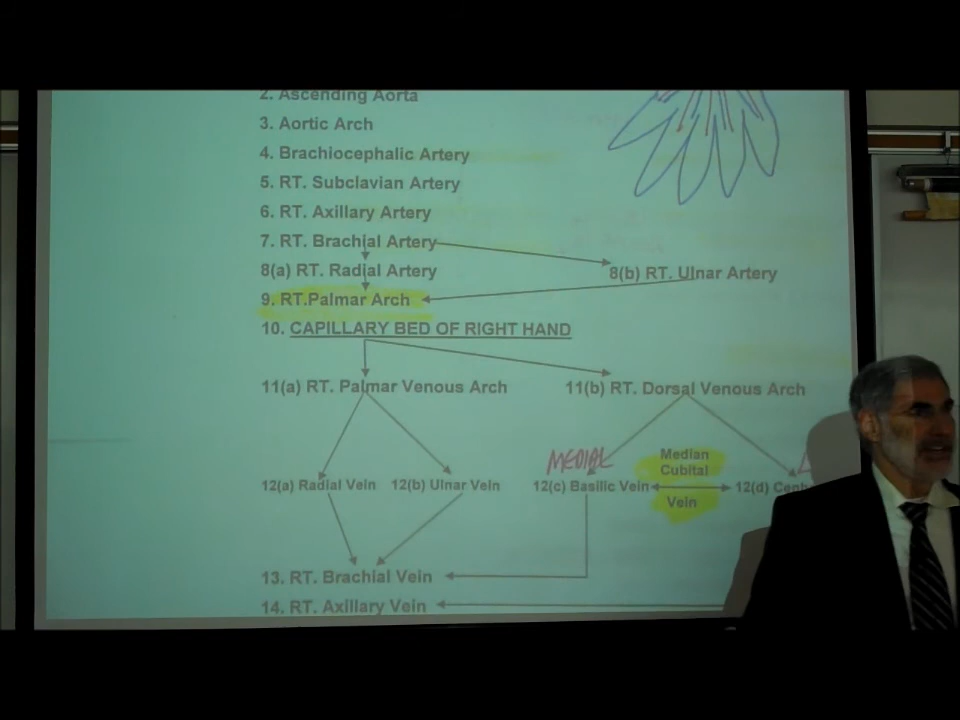 2. Ascending Aorta
3. Aortic Arch
4. Brachiocephalic Artery
5. RT. Subclavian Artery
6. RT. Axillary Artery
7. RT. Brachial Artery
8(a) RT. Radial Artery 8(b) RT. Ulnar Artery
9. RT.Palmar Arch
10. CAPILLARY BED OF RIGHT HAND
11(a) RT. Palmar Venous Arch 11(b) RT. Dorsal Venous Arch
MEDIAL Median
Cubital
12(a) Radial Vein 12(b) Ulnar Vein 12(c) Basilic Vein 12(d)
Vein
13. RT. Brachial Vein
14. RT. Axillary Vein